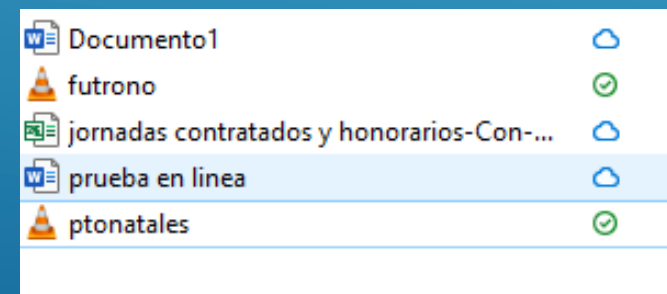 Documento1
futrono
jornadas contratados y honorarios-Con-...
prueba en linea
ptonatales